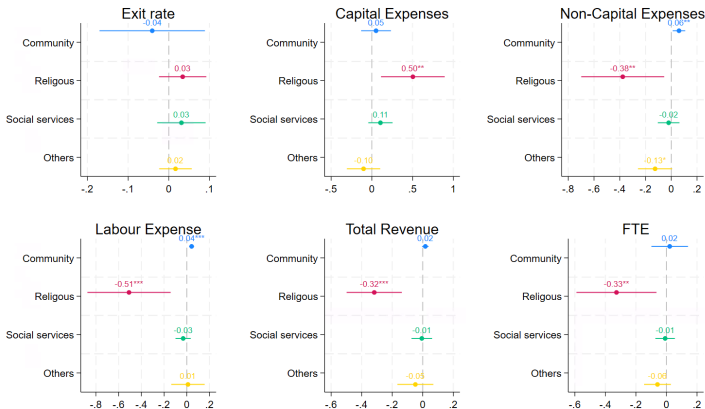 Exit rate
-0.04
Community
0.03
Religous
0.03
Social services
0.02
Others
-.2 -.1 0 .1
Capital Expenses
0.05
Community
0.50**
Religous
0.11
Social services
-0.10
Others
-.5 0 .5 1
Non-Capital Expenses
0.06**
Community
-0.38**
Religous
-0.02
Social services
-0.13*
Others
-.8 -.6 -.4 -.2 0 .2
Labour Expense
0.04***
Community
-0.51***
Religous
-0.03
Social services
0.01
Others
-.8 -.6 -.4 -.2 0 .2
Total Revenue
0.02
Community
-0.32***
Religous
-0.01
Social services
-0.05
Others
-.6 -.4 -.2 0 .2
FTE
0.02
Community
-0.33**
Religous
-0.01
Social services
-0.06
Others
-.6 -.4 -.2 0 .2